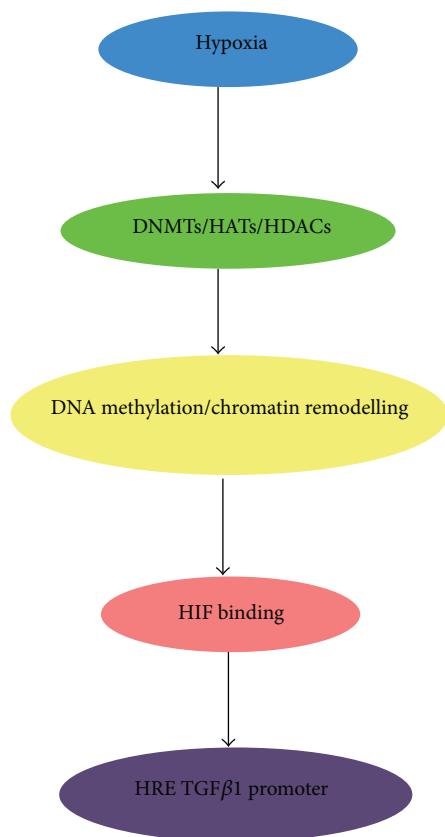 Hypoxia
DNMTs/HATs/HDACs
DNA methylation/chromatin remodelling
HIF binding
HRE TGFβ1 promoter